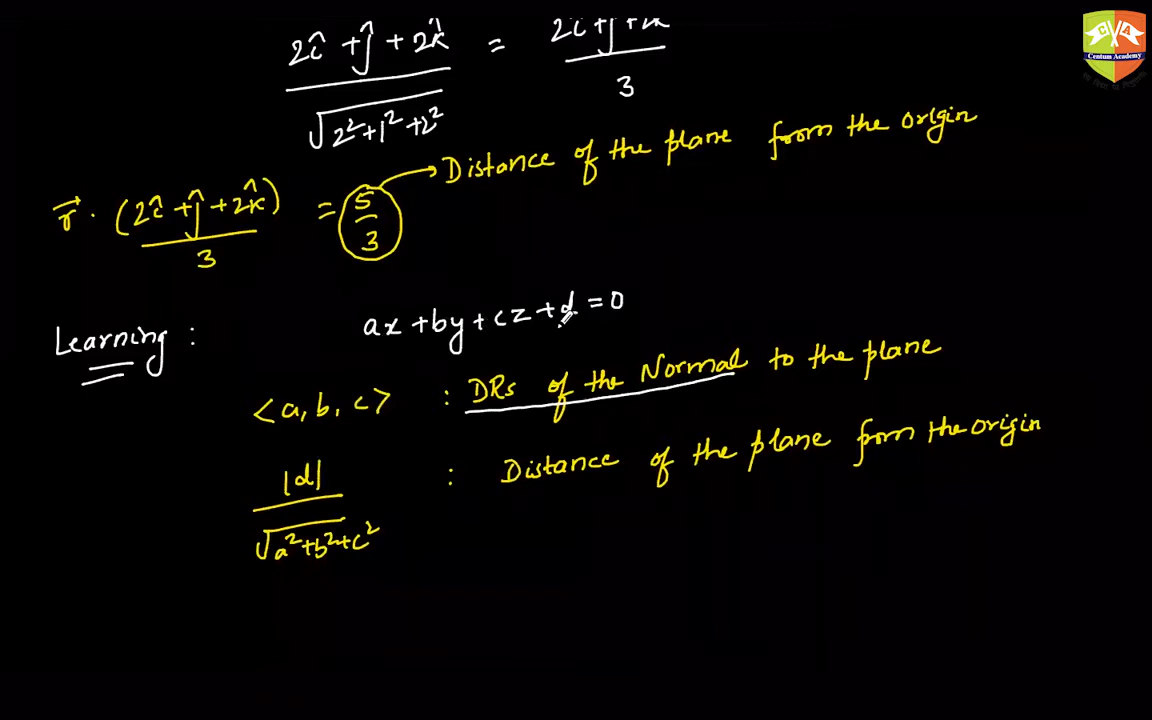 2î + ĵ + 2k̂ = 2î + ĵ + 2k̂
√2²+1²+2² 3
r⃗ · (2î + ĵ + 2k̂) = 5 → Distance of the plane from the origin
3 3
Learning : ax + by + cz + d = 0
<a, b, c> : DRs of the Normal to the plane
|d| : Distance of the plane from the origin
√a²+b²+c²
C A
Centum Academy